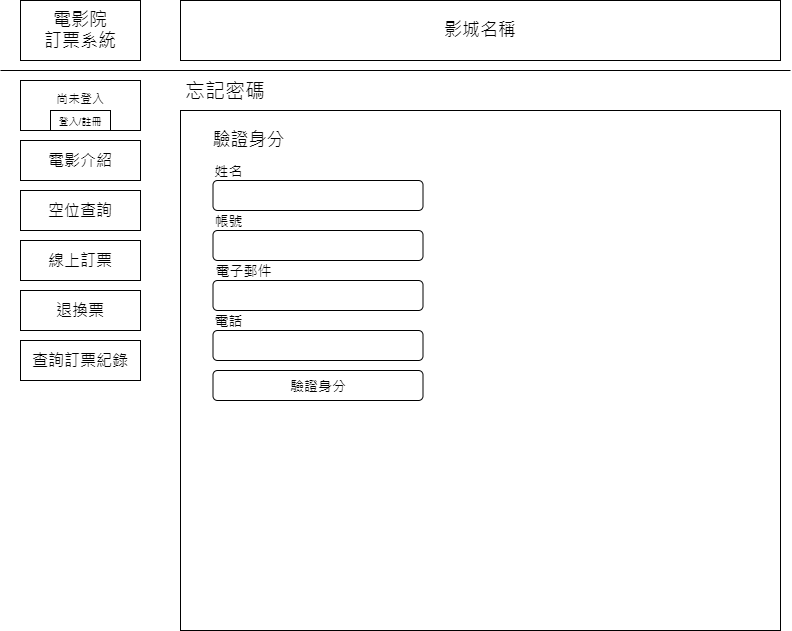 電影院
訂票系統
影城名稱
尚未登入
登入/註冊
電影介紹
空位查詢
線上訂票
退換票
查詢訂票紀錄
忘記密碼
驗證身分
姓名
帳號
電子郵件
電話
驗證身分